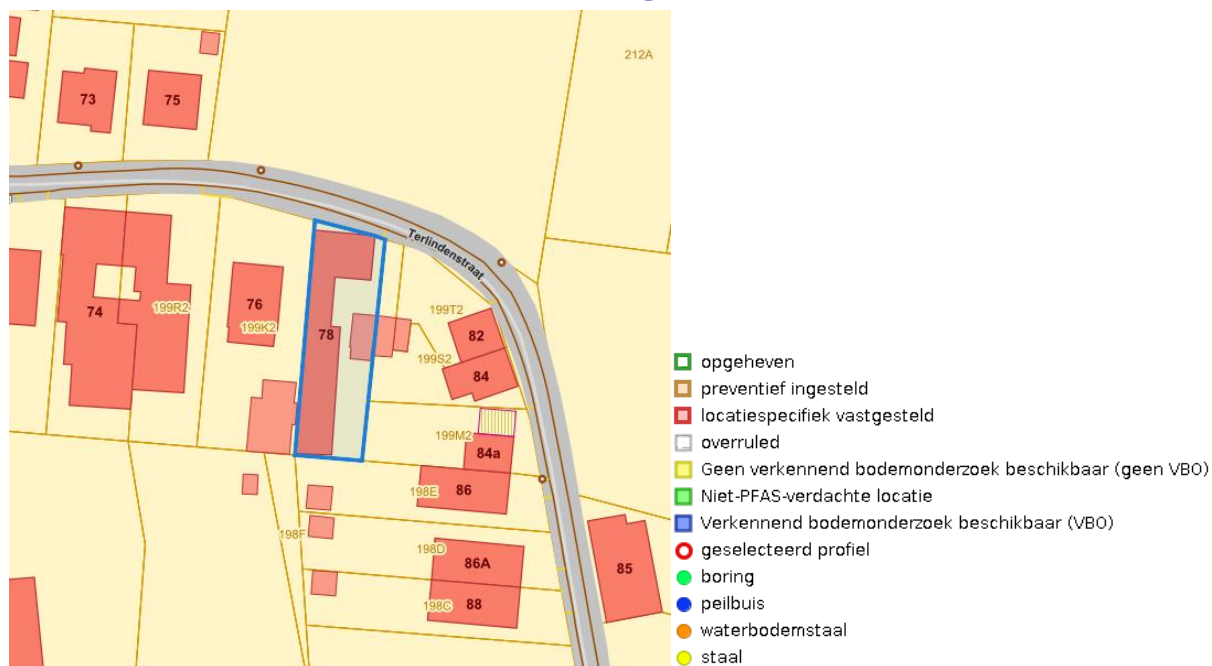 212A
73
75
Terlindenstraat
74
199R2
76
199K2
78
199T2
82
199S2
84
199M2
84a
86
198E
198F
198D
86A
85
198C
88
opgeheven
preventief ingesteld
locatiespecifiek vastgesteld
overruled
Geen verkennend bodemonderzoek beschikbaar (geen VBO)
Niet-PFAS-verdachte locatie
Verkennend bodemonderzoek beschikbaar (VBO)
geselecteerd profiel
boring
peilbuis
waterbodemstaal
staal